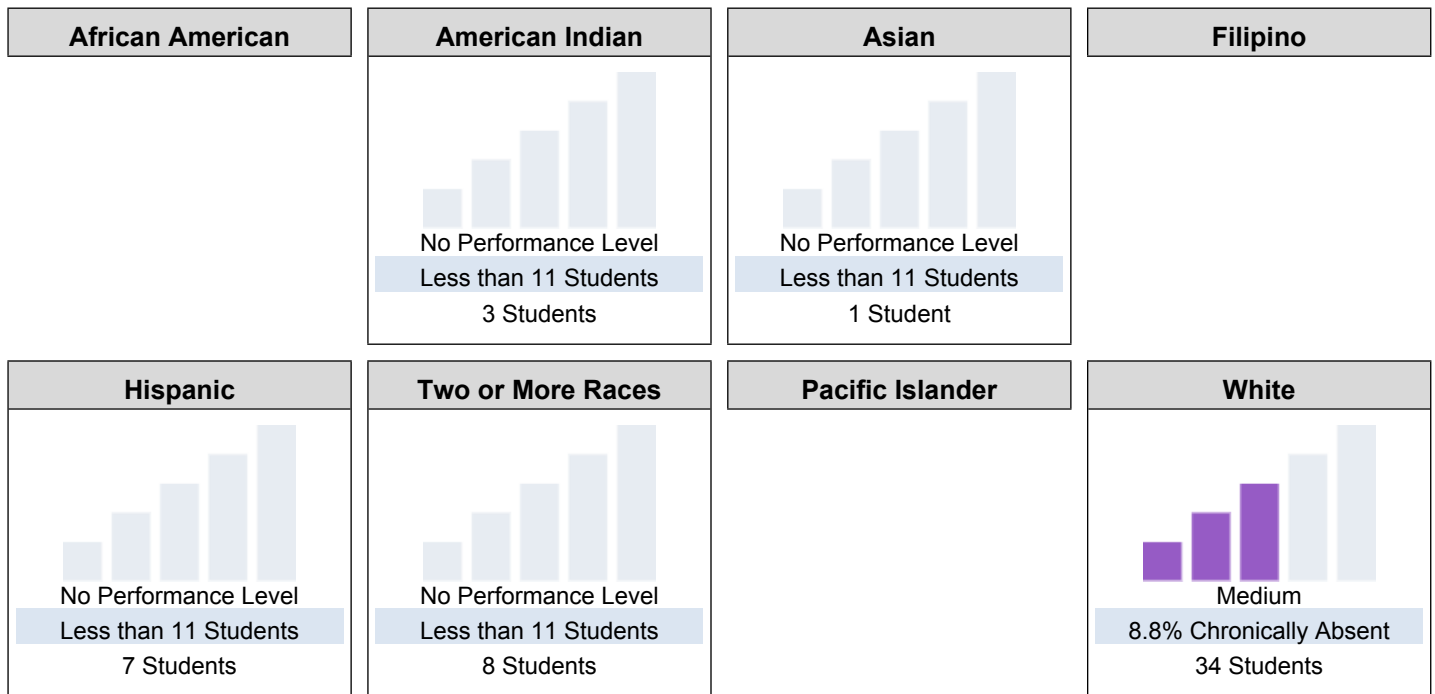 African American
American Indian
Asian
Filipino
No Performance Level
Less than 11 Students
3 Students
No Performance Level
Less than 11 Students
1 Student
Hispanic
Two or More Races
Pacific Islander
White
No Performance Level
Less than 11 Students
7 Students
No Performance Level
Less than 11 Students
8 Students
Medium
8.8% Chronically Absent
34 Students